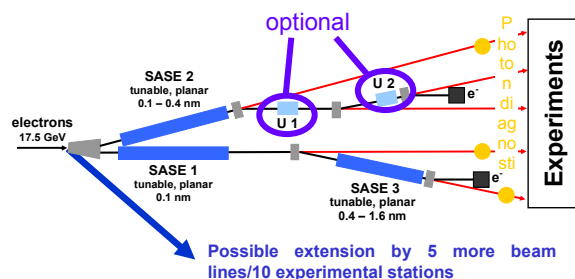 optional
SASE 2
tunable, planar
0.1 – 0.4 nm
U 1
U 2
e-
electrons
17.5 GeV
SASE 1
tunable, planar
0.1 nm
SASE 3
tunable, planar
0.4 – 1.6 nm
e-
P
ho
to
n
di
ag
no
sti
Experiments
Possible extension by 5 more beam
lines/10 experimental stations